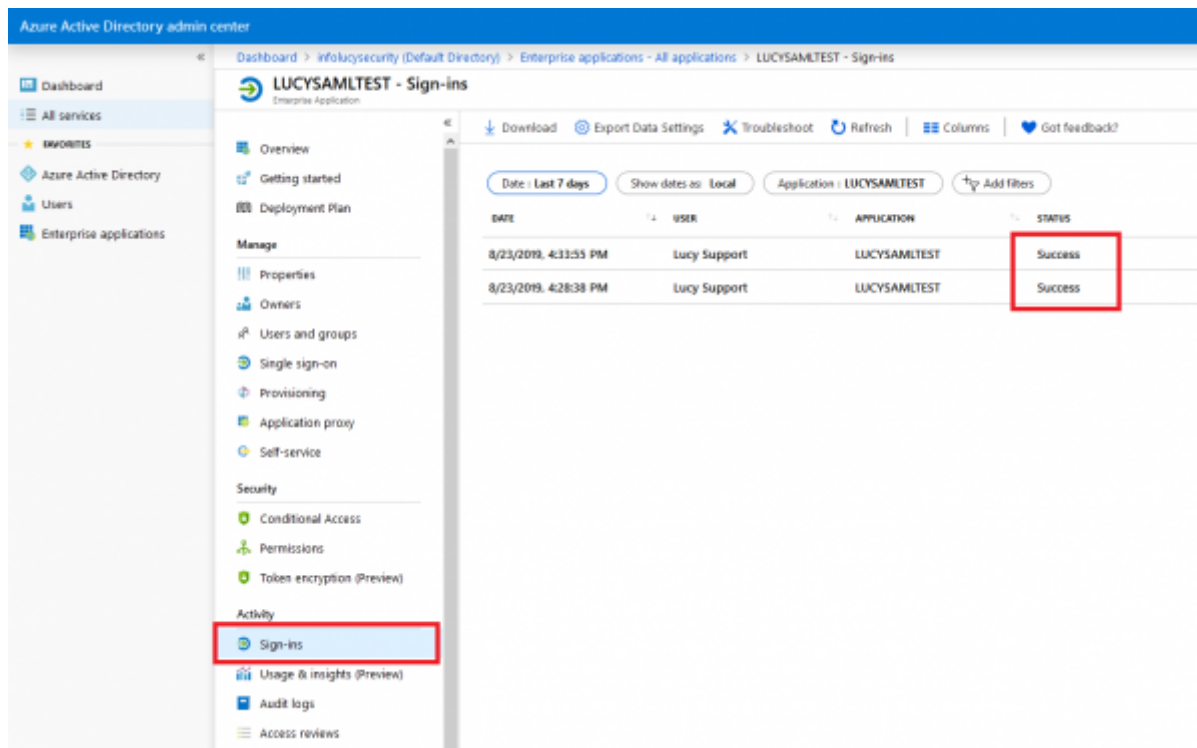 Azure Active Directory admin center
«
Dashboard > infolucysecurity (Default Directory) > Enterprise applications - All applications > LUCYSAMLTEST - Sign-ins
Dashboard
All services
FAVORITES
Azure Active Directory
Users
Enterprise applications
LUCYSAMLTEST - Sign-ins
Enterprise Application
«
Overview
Getting started
Deployment Plan
Manage
Properties
Owners
Users and groups
Single sign-on
Provisioning
Application proxy
Self-service
Security
Conditional Access
Permissions
Token encryption (Preview)
Activity
Sign-ins
Usage & insights (Preview)
Audit logs
Access reviews
Download Export Data Settings Troubleshoot Refresh Columns Got feedback?
Date : Last 7 days Show dates as: Local Application : LUCYSAMLTEST Add filters
DATE USER APPLICATION STATUS
8/23/2019, 4:33:55 PM Lucy Support LUCYSAMLTEST Success
8/23/2019, 4:28:38 PM Lucy Support LUCYSAMLTEST Success